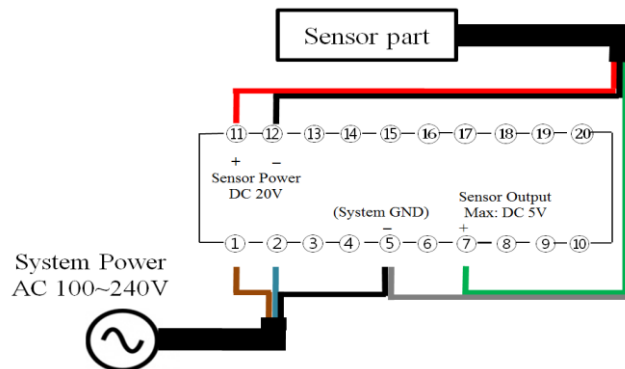 Sensor part
11 12 13 14 15 16 17 18 19 20
+ −
Sensor Power
DC 20V
Sensor Output
(System GND) Max: DC 5V
− +
1 2 3 4 5 6 7 8 9 10
System Power
AC 100~240V